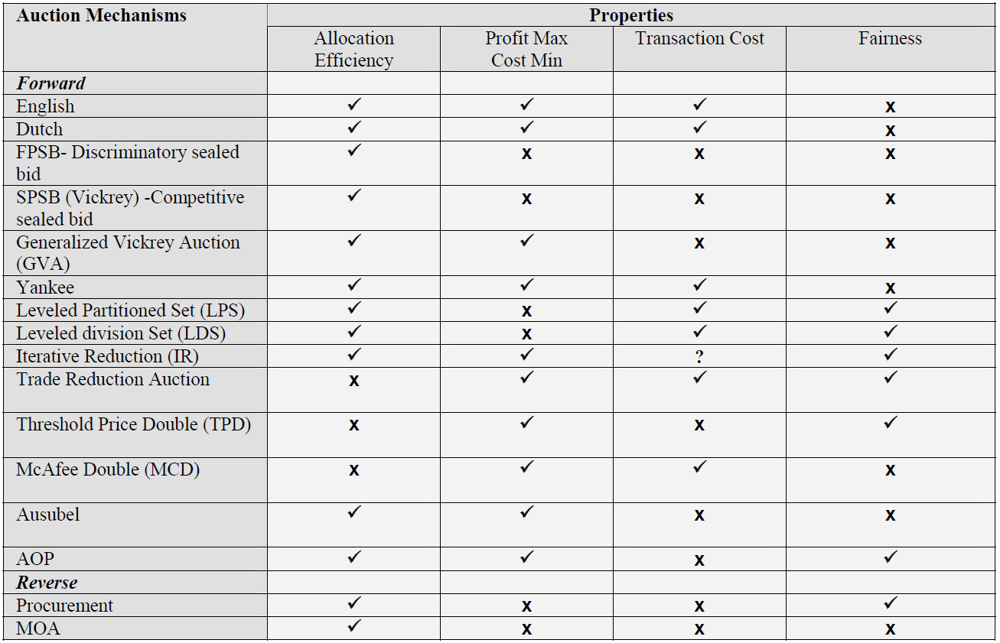 Auction Mechanisms Properties
Allocation Efficiency Profit Max Cost Min Transaction Cost Fairness
Forward
English ✓ ✓ ✓ x
Dutch ✓ ✓ ✓ x
FPSB- Discriminatory sealed
bid ✓ x x x
SPSB (Vickrey) -Competitive
sealed bid ✓ x x x
Generalized Vickrey Auction
(GVA) ✓ ✓ x x
Yankee ✓ ✓ ✓ x
Leveled Partitioned Set (LPS) ✓ x ✓ ✓
Leveled division Set (LDS) ✓ x ✓ ✓
Iterative Reduction (IR) ✓ ✓ ? ✓
Trade Reduction Auction x ✓ ✓ ✓
Threshold Price Double (TPD) x ✓ x ✓
McAfee Double (MCD) x ✓ ✓ x
Ausubel ✓ ✓ x x
AOP ✓ ✓ x ✓
Reverse
Procurement ✓ x x ✓
MOA ✓ x x x